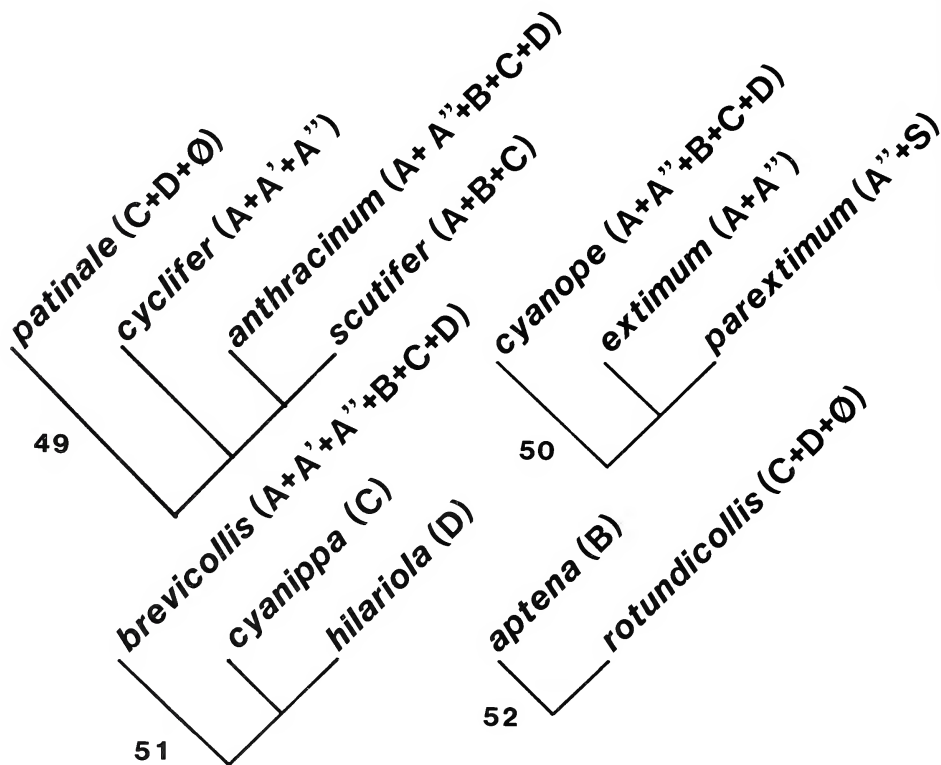 patinale (C+D+Ø)
cyclifer (A+A'+A”)
anthracinum (A+ A”+B+C+D)
scutifer (A+B+C)
49
cyanope (A+A”+B+C+D)
extimum (A+A”)
parextimum (A”+S)
50
brevicollis (A+A'+A”+B+C+D)
cyanippa (C)
hilariola (D)
51
aptena (B)
rotundicollis (C+D+Ø)
52